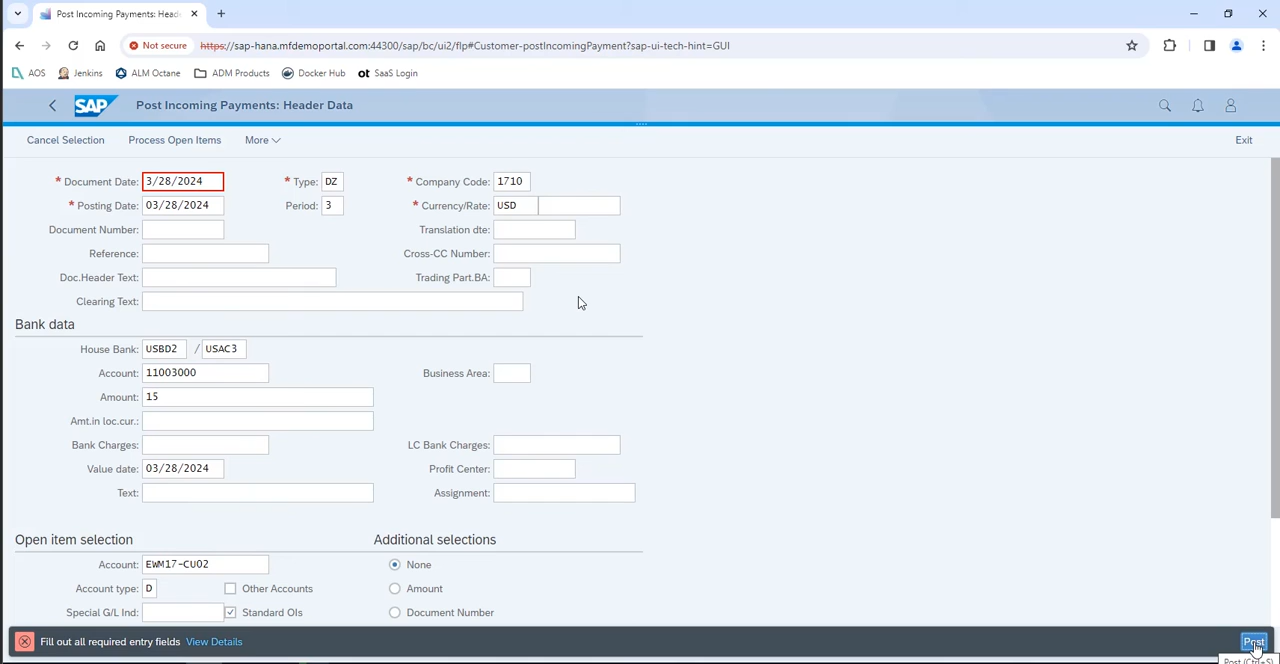 Post Incoming Payments: Head
Not secure
https://sap-hana.mfdemoportal.com:44300/sap/bc/ui2/flp#Customer-postIncomingPayment?sap-ui-tech-hint=GUI
AOS Jenkins ALM Octane ADM Products Docker Hub ot SaaS Login
SAP Post Incoming Payments: Header Data
Cancel Selection Process Open Items More Exit
* Document Date: 3/28/2024 * Type: DZ * Company Code: 1710
* Posting Date: 03/28/2024 Period: 3 * Currency/Rate: USD
Document Number: Translation dte:
Reference: Cross-CC Number:
Doc.Header Text: Trading Part.BA:
Clearing Text:
Bank data
House Bank: USBD2 / USAC3
Account: 11003000 Business Area:
Amount: 15
Amt.in loc.cur.:
Bank Charges: LC Bank Charges:
Value date: 03/28/2024 Profit Center:
Text: Assignment:
Open item selection Additional selections
Account: EWM17-CU02 None
Account type: D Other Accounts Amount
Special G/L Ind: Standard OIs Document Number
Fill out all required entry fields View Details Post
Post (Ctrl+S)